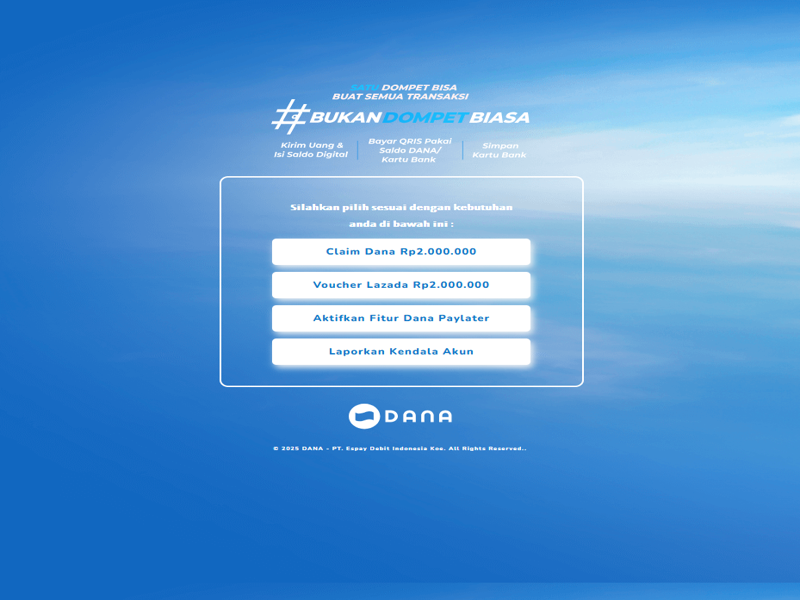 SATU DOMPET BISA
BUAT SEMUA TRANSAKSI
#BUKANDOMPETBIASA
Kirim Uang &
Isi Saldo Digital
Bayar QRIS Pakai
Saldo DANA/
Kartu Bank
Simpan
Kartu Bank
Silahkan pilih sesuai dengan kebutuhan
anda di bawah ini :
Claim Dana Rp2.000.000
Voucher Lazada Rp2.000.000
Aktifkan Fitur Dana Paylater
Laporkan Kendala Akun
DANA
© 2025 DANA - PT. Espay Debit Indonesia Koe. All Rights Reserved..